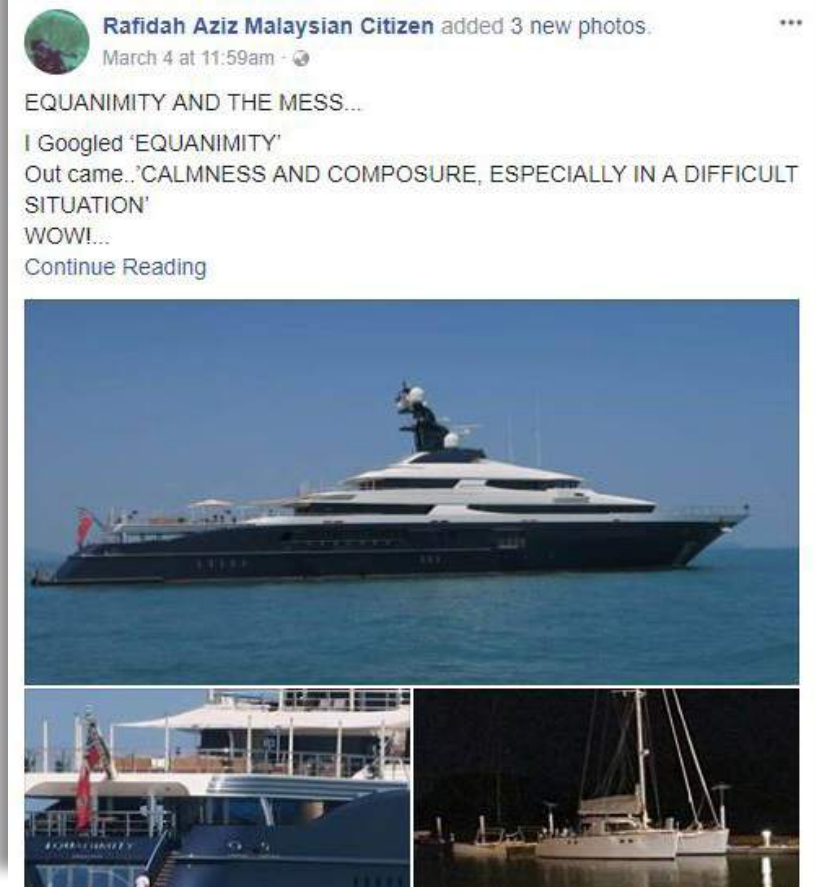 Rafidah Aziz Malaysian Citizen added 3 new photos.
March 4 at 11:59am ·
EQUANIMITY AND THE MESS...
I Googled ‘EQUANIMITY’
Out came..’CALMNESS AND COMPOSURE, ESPECIALLY IN A DIFFICULT
SITUATION’
WOW!...
Continue Reading
EQUANIMITY